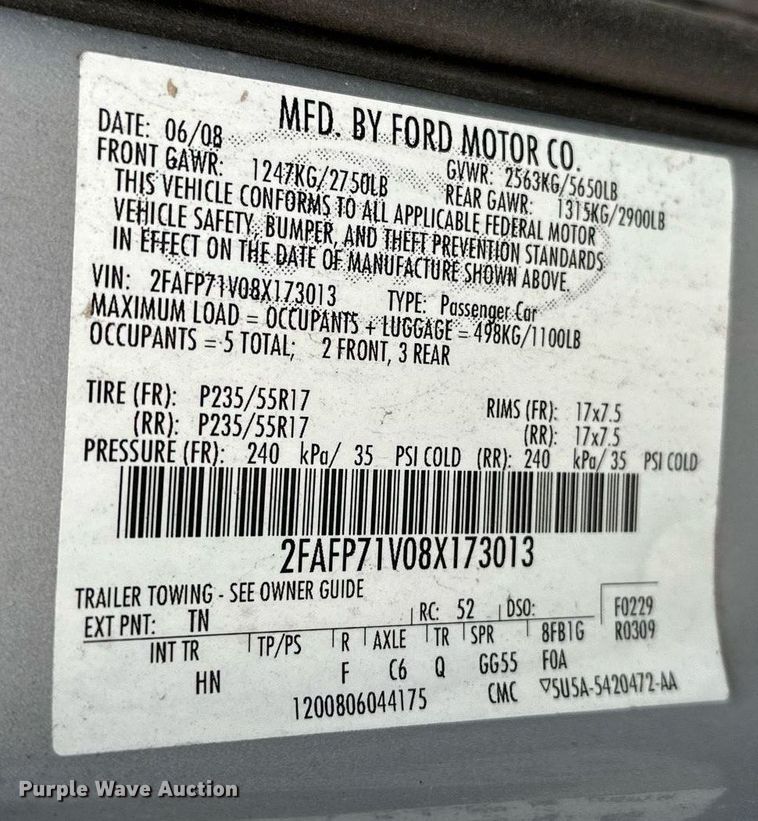 MFD. BY FORD MOTOR CO.
DATE: 06/08 GVWR: 2563KG/5650LB
FRONT GAWR: 1247KG/2750LB REAR GAWR: 1315KG/2900LB
THIS VEHICLE CONFORMS TO ALL APPLICABLE FEDERAL MOTOR
VEHICLE SAFETY, BUMPER, AND THEFT PREVENTION STANDARDS
IN EFFECT ON THE DATE OF MANUFACTURE SHOWN ABOVE.
VIN: 2FAFP71V08X173013 TYPE: Passenger Car
MAXIMUM LOAD = OCCUPANTS + LUGGAGE = 498KG/1100LB
OCCUPANTS = 5 TOTAL; 2 FRONT, 3 REAR
TIRE (FR): P235/55R17 RIMS (FR): 17x7.5
(RR): P235/55R17 (RR): 17x7.5
PRESSURE (FR): 240 kPa/ 35 PSI COLD (RR): 240 kPa/ 35 PSI COLD
2FAFP71V08X173013
TRAILER TOWING - SEE OWNER GUIDE
EXT PNT: TN RC: 52 DSO: F0229
INT TR TP/PS R AXLE TR SPR 8FB1G R0309
HN F C6 Q GG55 F0A
1200806044175 CMC ▽5U5A-5420472-AA
Purple Wave Auction